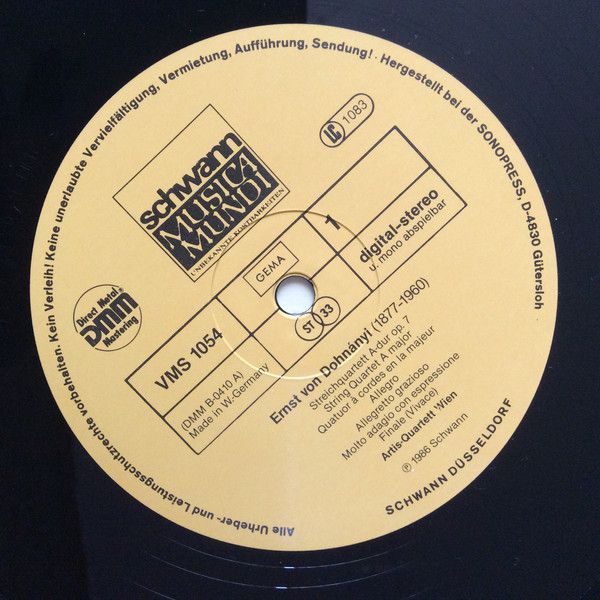 Alle Urheber- und Leistungsschutzrechte vorbehalten. Kein Verleih! Keine unerlaubte Vervielfältigung, Vermietung, Aufführung, Sendung! · Hergestellt bei der SONOPRESS, D-4830 Gütersloh
schwann
MUSICA
MUNDI
UNBEKANNTE KOSTBARKEITEN
LC 1083
Direct Metal®
DMM
Mastering
VMS 1054
GEMA
1
digital-stereo
u. mono abspielbar
(DMM B-0410 A)
Made in W.-Germany
ST 33
Ernst von Dohnányi (1877-1960)
Streichquartett A-dur op. 7
String Quartet A major
Quatuor à cordes en la majeur
Allegro
Allegretto grazioso
Molto adagio con espressione
Finale (Vivace)
Artis-Quartett Wien
℗ 1986 Schwann
SCHWANN DÜSSELDORF